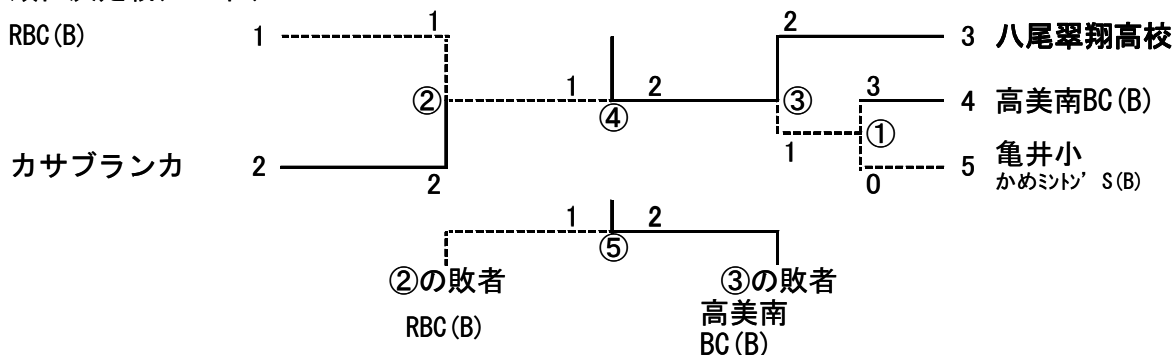 RBC(B) 1 1 2 3 八尾翠翔高校
② 1 2 ③ 3 4 高美南BC(B)
④ ①
カサブランカ 2 2 1 0 5 亀井小
かめミントン'S(B)
1 2
⑤
②の敗者 ③の敗者
RBC(B) 高美南
BC(B)